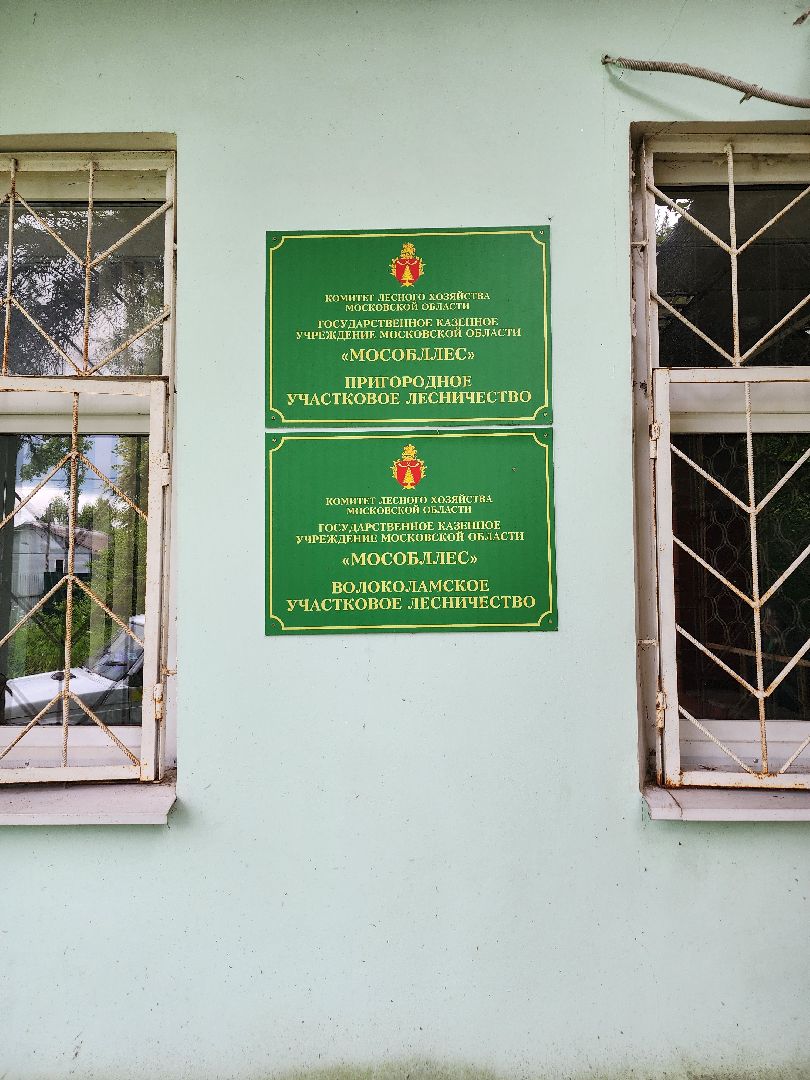 КОМИТЕТ ЛЕСНОГО ХОЗЯЙСТВА
МОСКОВСКОЙ ОБЛАСТИ
ГОСУДАРСТВЕННОЕ КАЗЕННОЕ
УЧРЕЖДЕНИЕ МОСКОВСКОЙ ОБЛАСТИ
«МОСОБЛЛЕС»
ПРИГОРОДНОЕ
УЧАСТКОВОЕ ЛЕСНИЧЕСТВО
КОМИТЕТ ЛЕСНОГО ХОЗЯЙСТВА
МОСКОВСКОЙ ОБЛАСТИ
ГОСУДАРСТВЕННОЕ КАЗЕННОЕ
УЧРЕЖДЕНИЕ МОСКОВСКОЙ ОБЛАСТИ
«МОСОБЛЛЕС»
ВОЛОКОЛАМСКОЕ
УЧАСТКОВОЕ ЛЕСНИЧЕСТВО